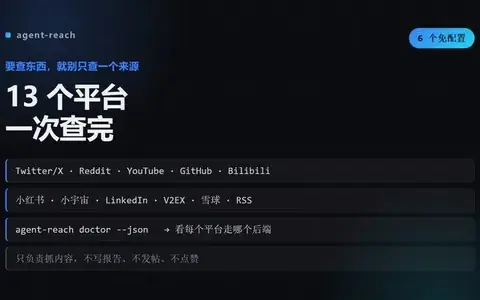 agent-reach
6 个免配置
要查东西，就别只查一个来源
13 个平台
一次查完
Twitter/X · Reddit · YouTube · GitHub · Bilibili
小红书 · 小宇宙 · LinkedIn · V2EX · 雪球 · RSS
agent-reach doctor --json → 看每个平台走哪个后端
只负责抓内容，不写报告、不发帖、不点赞